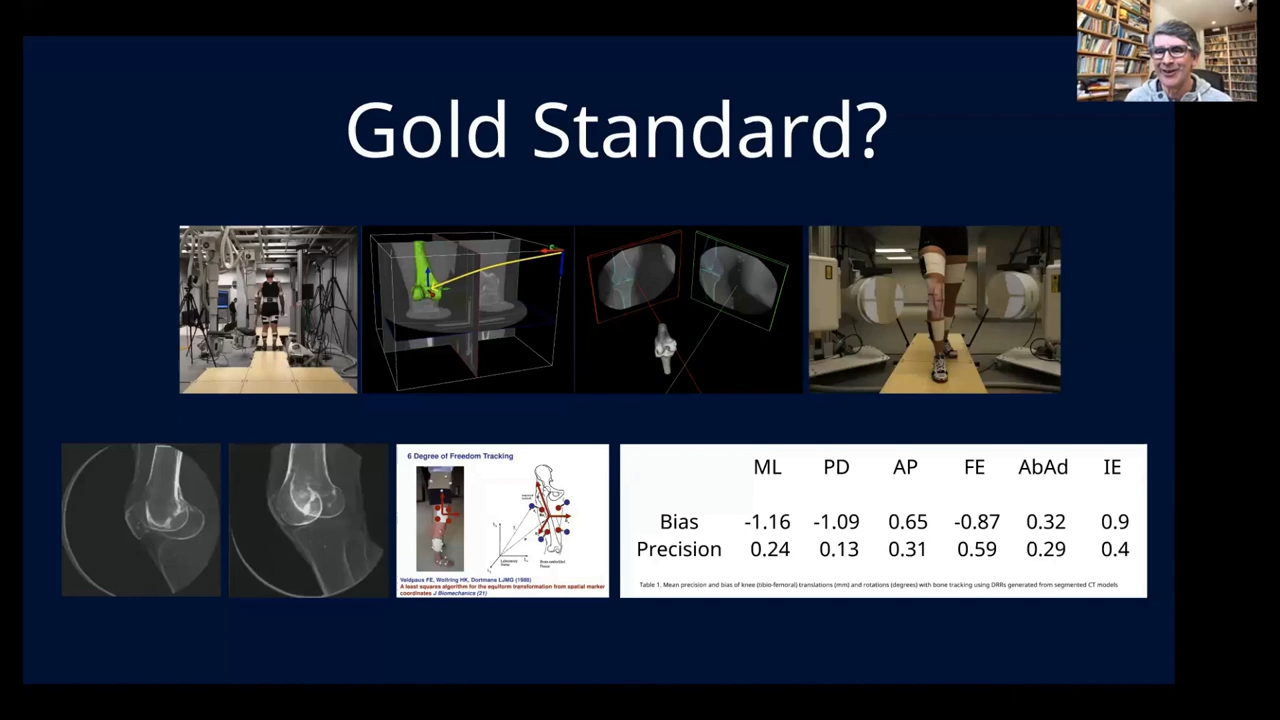 Gold Standard?
6 Degree of Freedom Tracking
Laboratory
Bone-embedded
Veldpaus FE, Woltring HK, Dortmans LJMG (1988)
A least squares algorithm for the equiform transformation from spatial marker
coordinates J Biomechanics (21)
ML PD AP FE AbAd IE
Bias -1.16 -1.09 0.65 -0.87 0.32 0.9
Precision 0.24 0.13 0.31 0.59 0.29 0.4
Table 1. Mean precision and bias of knee (tibio-femoral) translations (mm) and rotations (degrees) with bone tracking using DRRs generated from segmented CT models